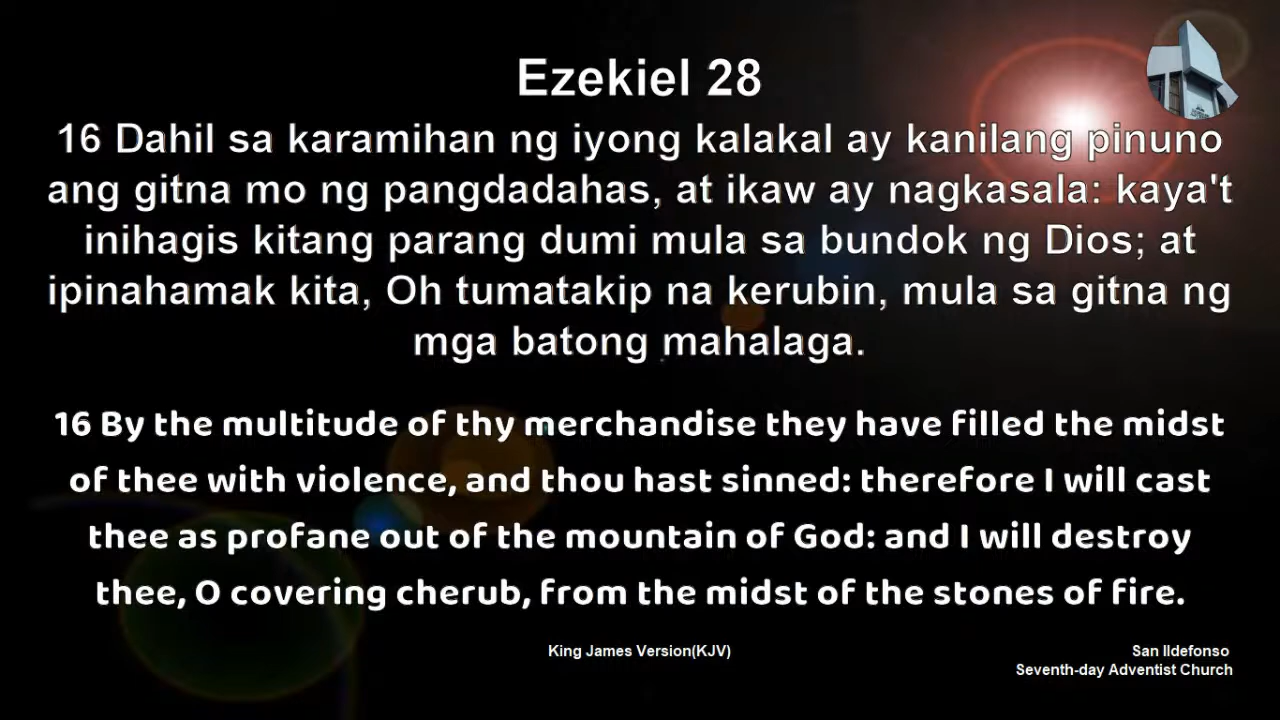 Ezekiel 28
16 Dahil sa karamihan ng iyong kalakal ay kanilang pinuno
ang gitna mo ng pangdadahas, at ikaw ay nagkasala: kaya't
inihagis kitang parang dumi mula sa bundok ng Dios; at
ipinahamak kita, Oh tumatakip na kerubin, mula sa gitna ng
mga batong mahalaga.
16 By the multitude of thy merchandise they have filled the midst
of thee with violence, and thou hast sinned: therefore I will cast
thee as profane out of the mountain of God: and I will destroy
thee, O covering cherub, from the midst of the stones of fire.
King James Version(KJV)
San Ildefonso
Seventh-day Adventist Church